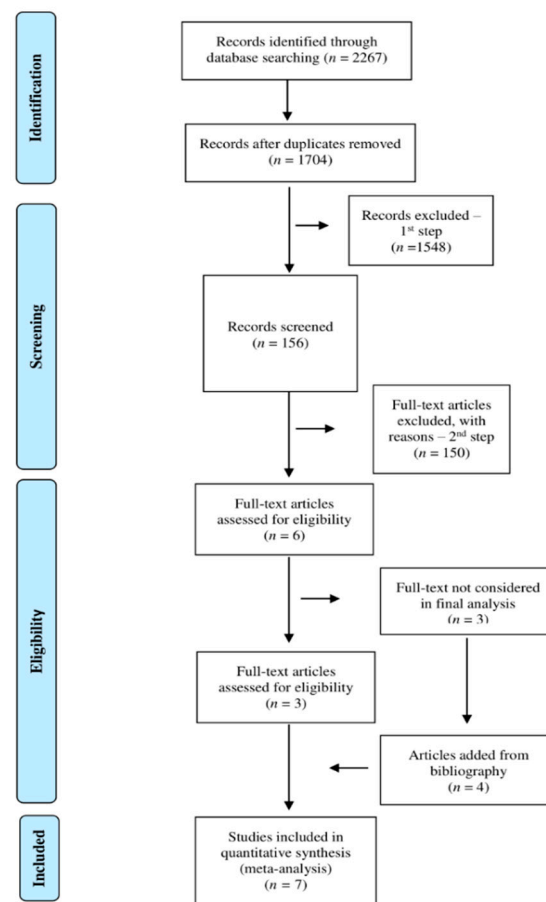 Identification
Records identified through
database searching (n = 2267)
Records after duplicates removed
(n = 1704)
Records excluded –
1st step
(n =1548)
Screening
Records screened
(n = 156)
Full-text articles
excluded, with
reasons – 2nd step
(n = 150)
Eligibility
Full-text articles
assessed for eligibility
(n = 6)
Full-text not considered
in final analysis
(n = 3)
Full-text articles
assessed for eligibility
(n = 3)
Articles added from
bibliography
(n = 4)
Included
Studies included in
quantitative synthesis
(meta-analysis)
(n = 7)